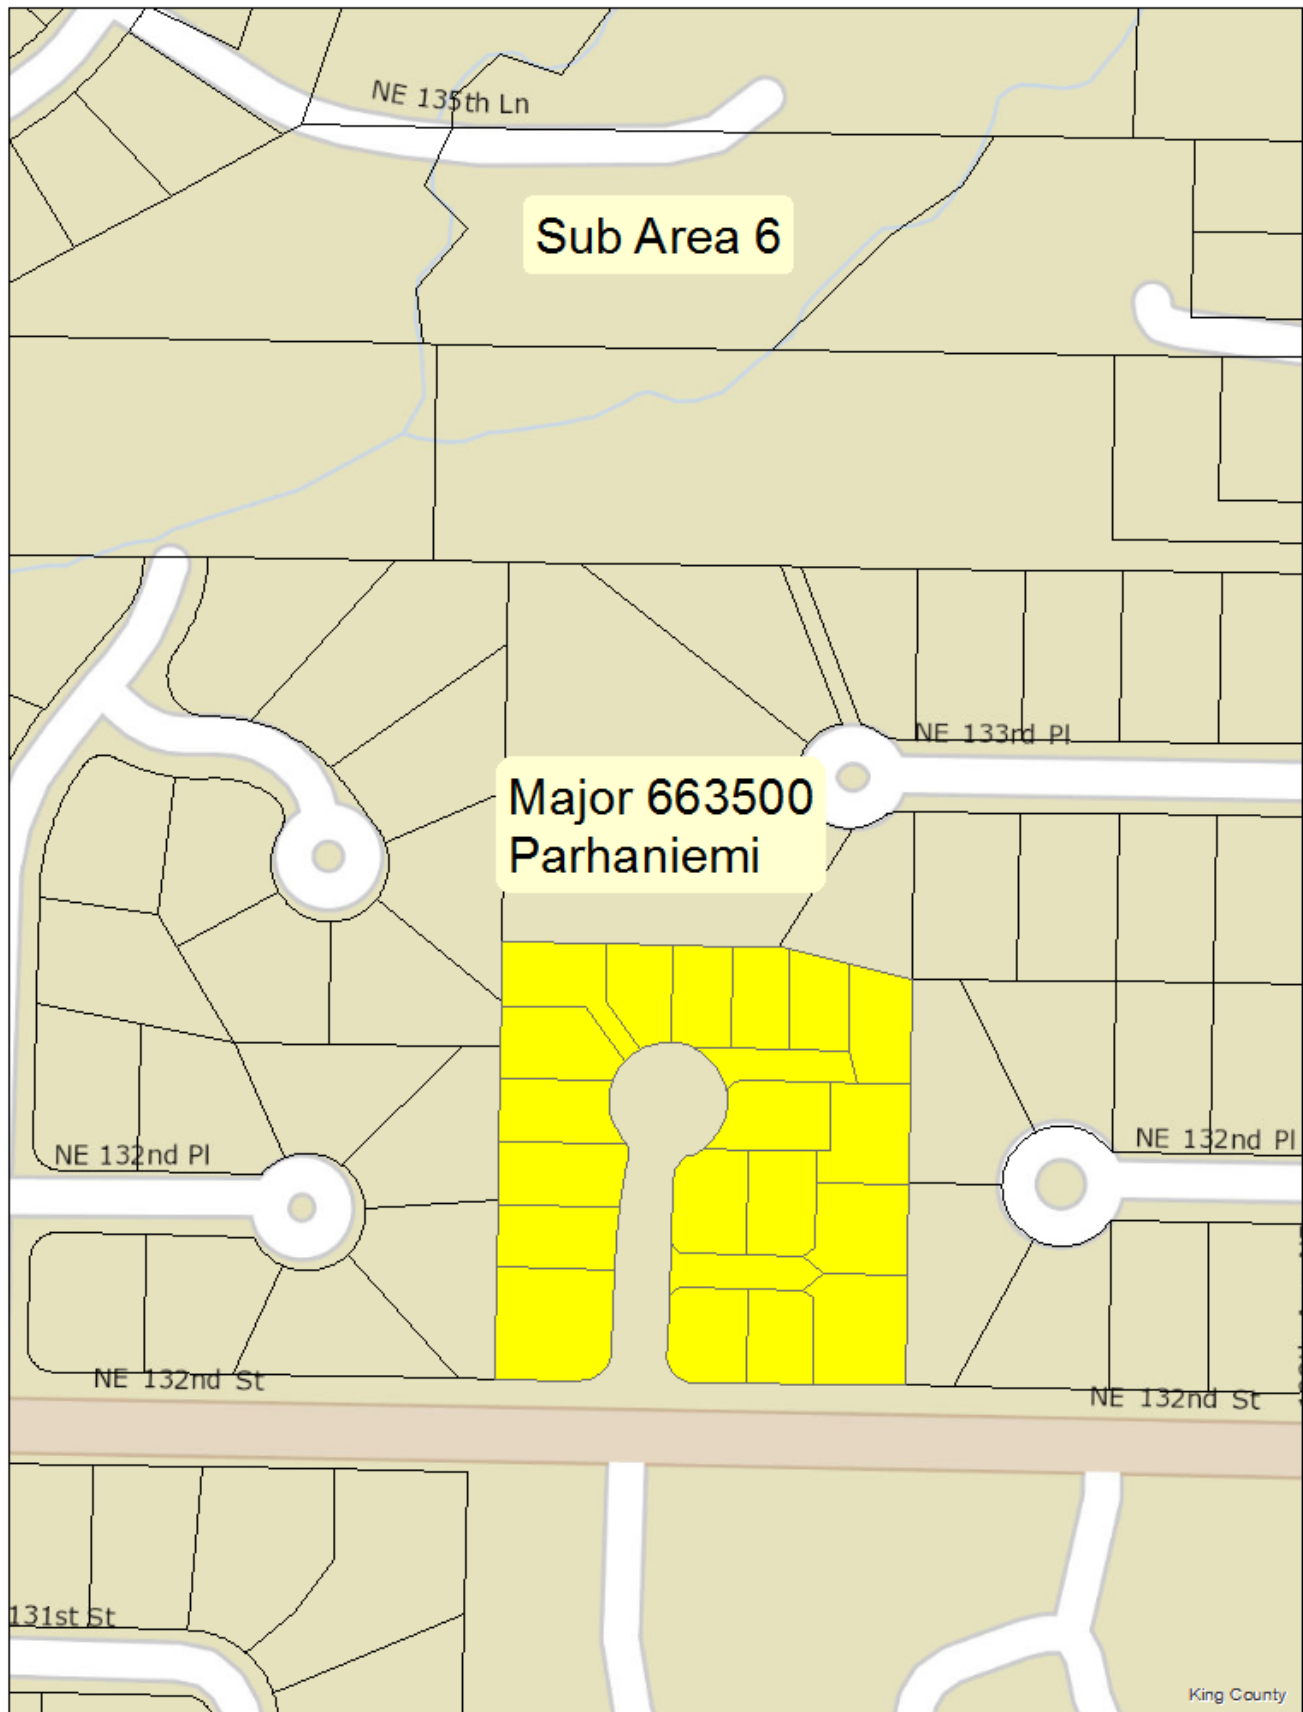 NE 135th Ln
Sub Area 6
NE 133rd Pl
Major 663500
Parhaniemi
NE 132nd Pl
NE 132nd Pl
NE 132nd St
NE 132nd St
131st St
King County